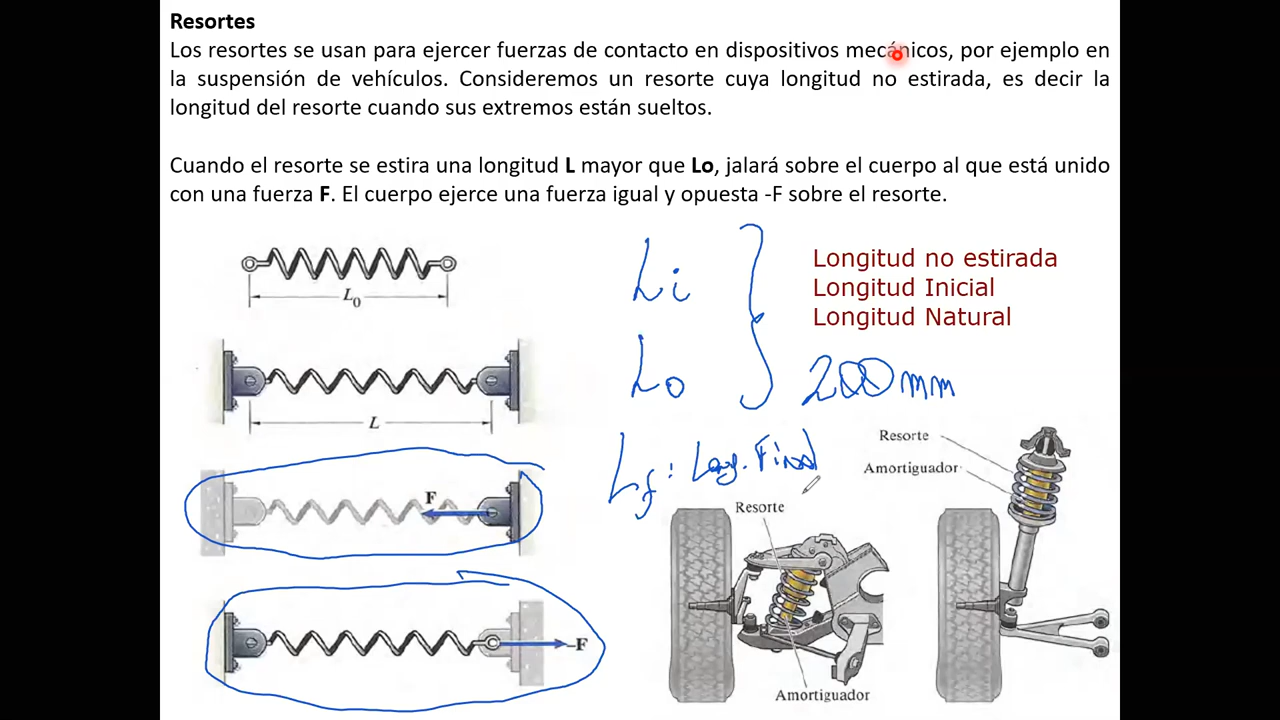 Resortes
Los resortes se usan para ejercer fuerzas de contacto en dispositivos mecánicos, por ejemplo en
la suspensión de vehículos. Consideremos un resorte cuya longitud no estirada, es decir la
longitud del resorte cuando sus extremos están sueltos.
Cuando el resorte se estira una longitud L mayor que Lo, jalará sobre el cuerpo al que está unido
con una fuerza F. El cuerpo ejerce una fuerza igual y opuesta -F sobre el resorte.
L0
L
F
–F
Li
Lo
Longitud no estirada
Longitud Inicial
Longitud Natural
200 mm
Lf: Long. Final
Resorte
Amortiguador
Resorte
Amortiguador